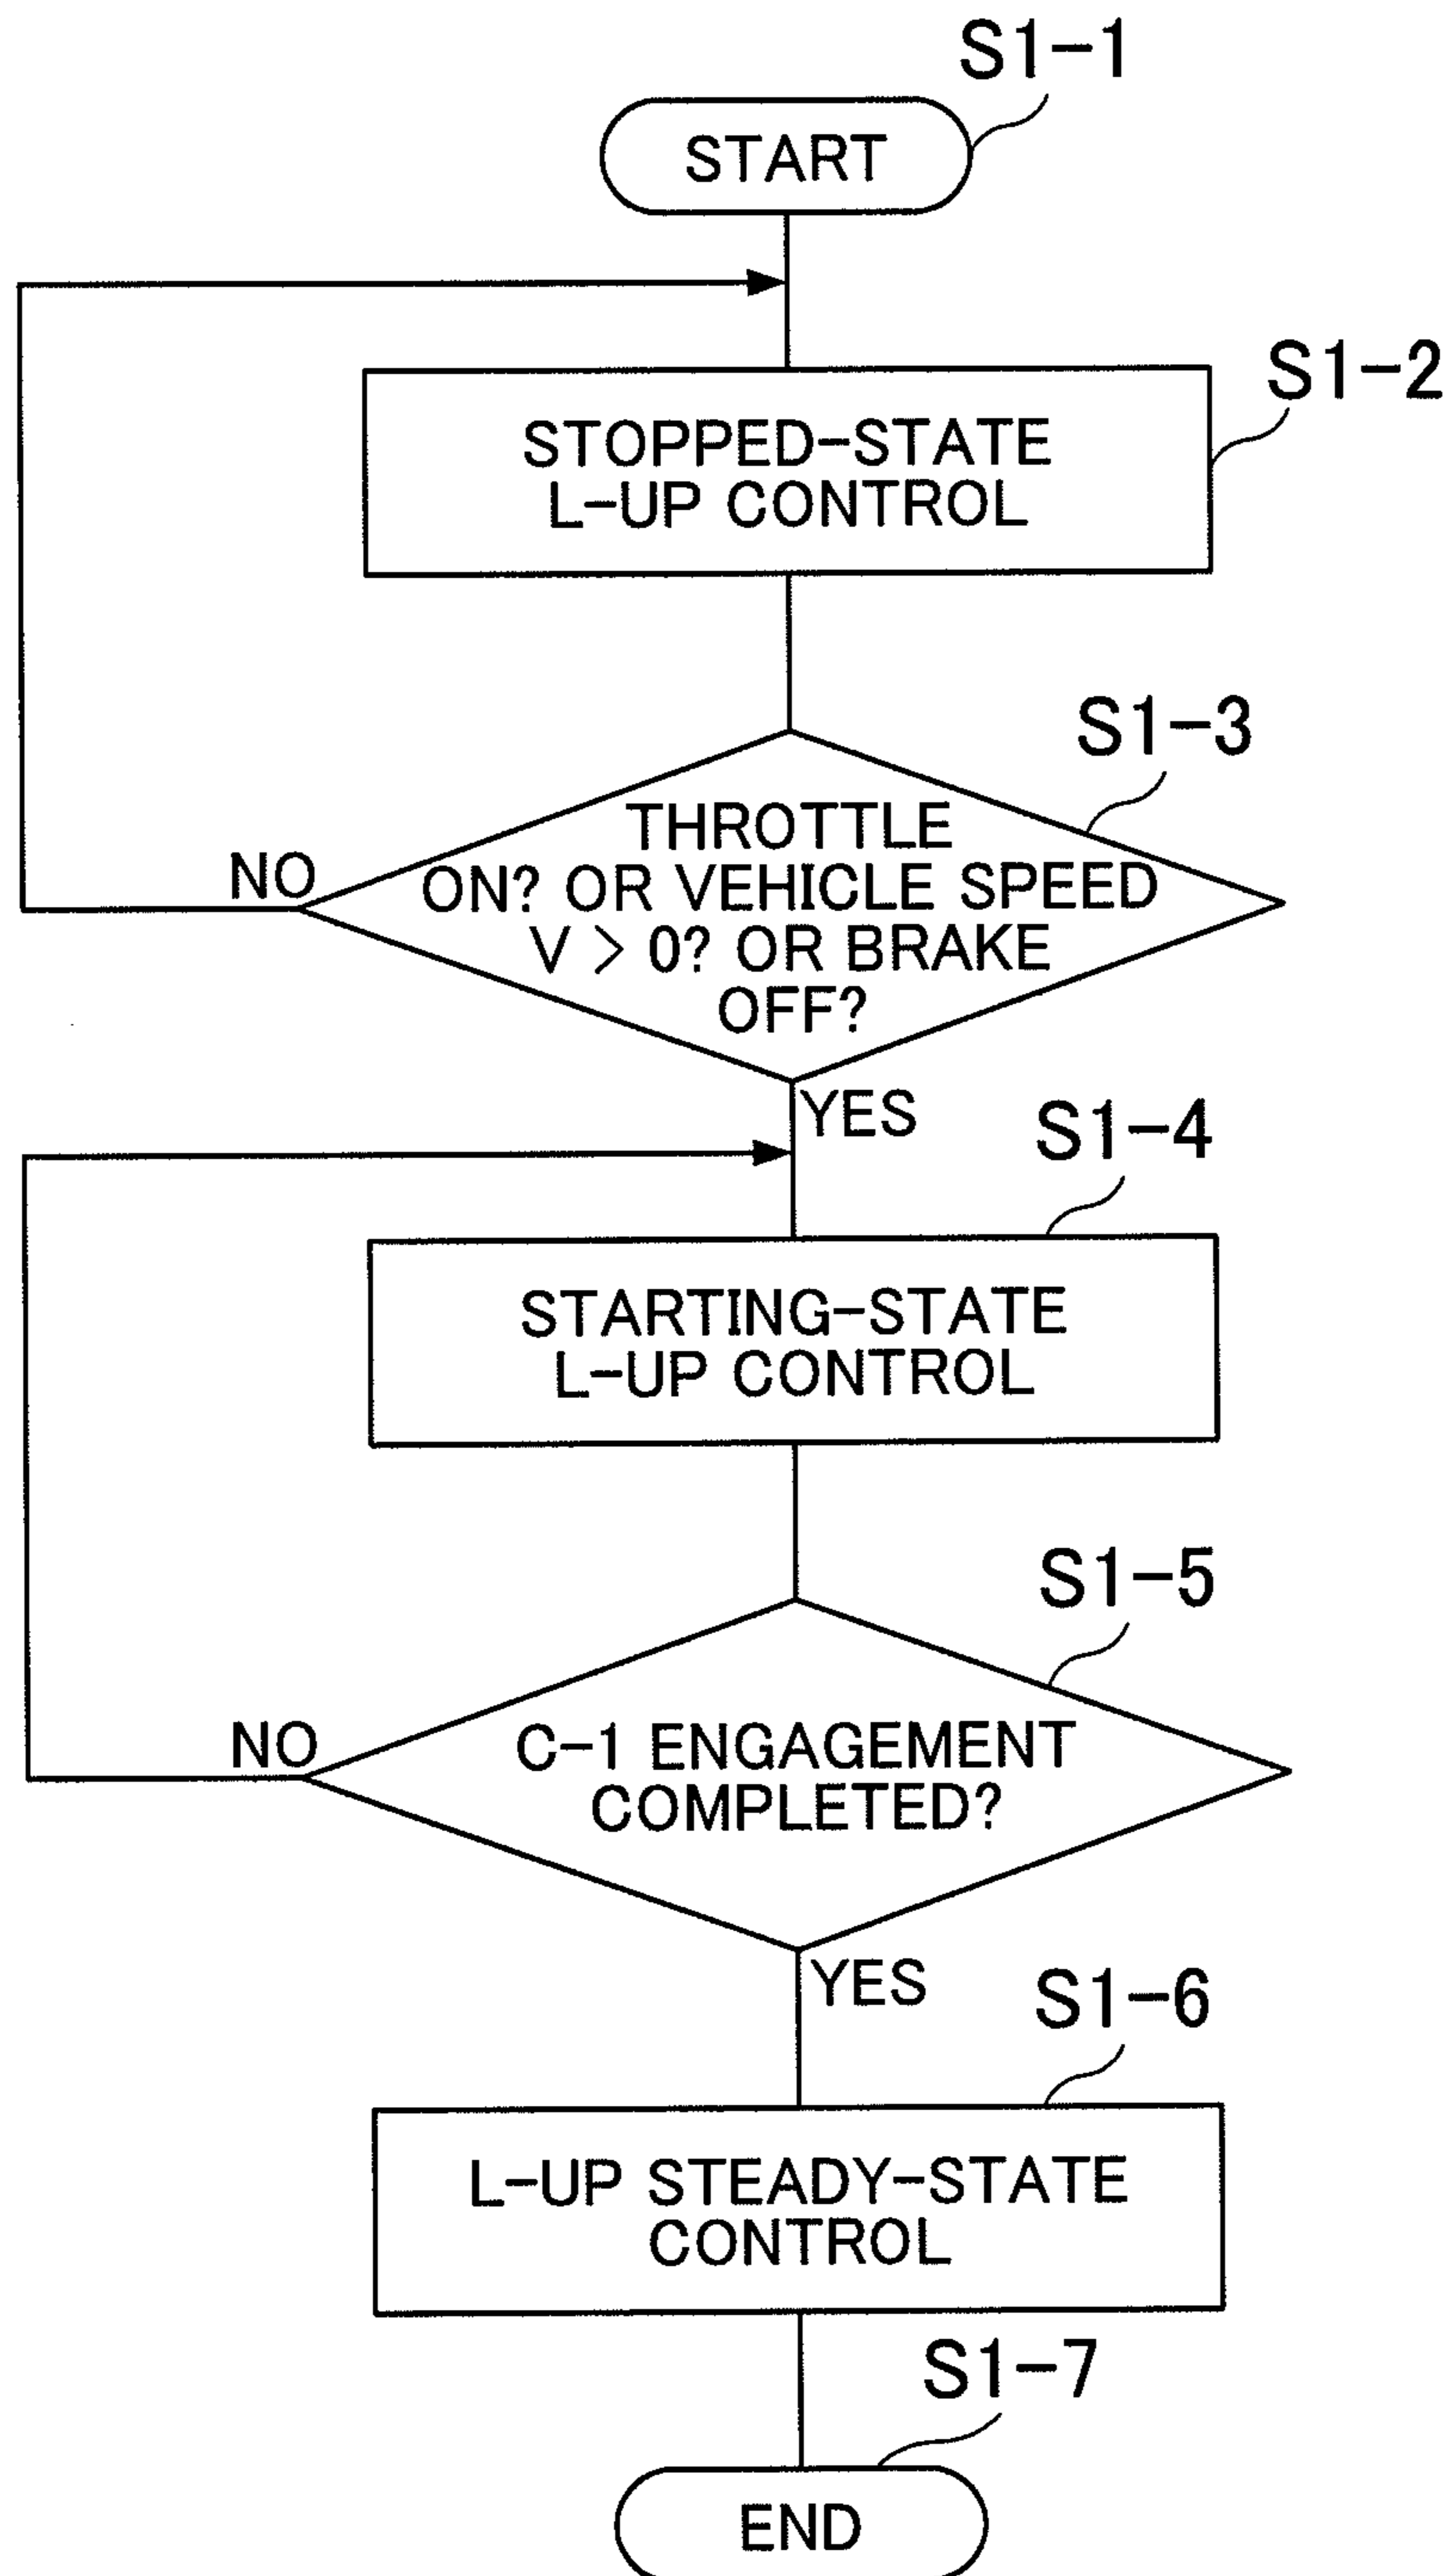 S1-1
START
S1-2
STOPPED-STATE
L-UP CONTROL
S1-3
THROTTLE
ON? OR VEHICLE SPEED
V > 0? OR BRAKE
OFF?
NO
YES
S1-4
STARTING-STATE
L-UP CONTROL
S1-5
C-1 ENGAGEMENT
COMPLETED?
NO
YES
S1-6
L-UP STEADY-STATE
CONTROL
S1-7
END